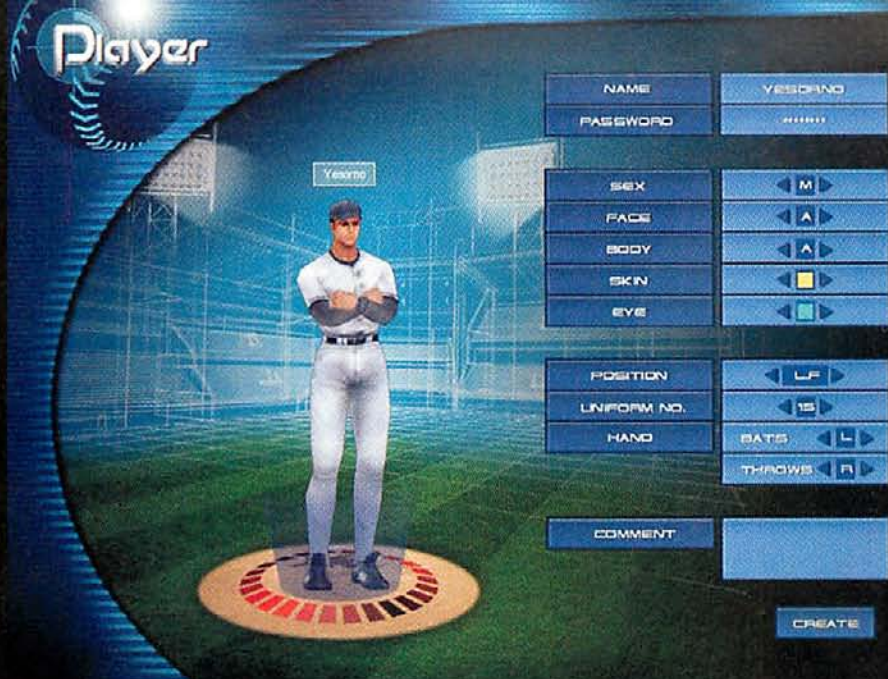 Player
NAME YESORNO
PASSWORD ********
Yesorno
SEX M
FACE A
BODY A
SKIN
EYE
POSITION LF
UNIFORM NO. 15
HAND BATS L
THROWS R
COMMENT
CREATE